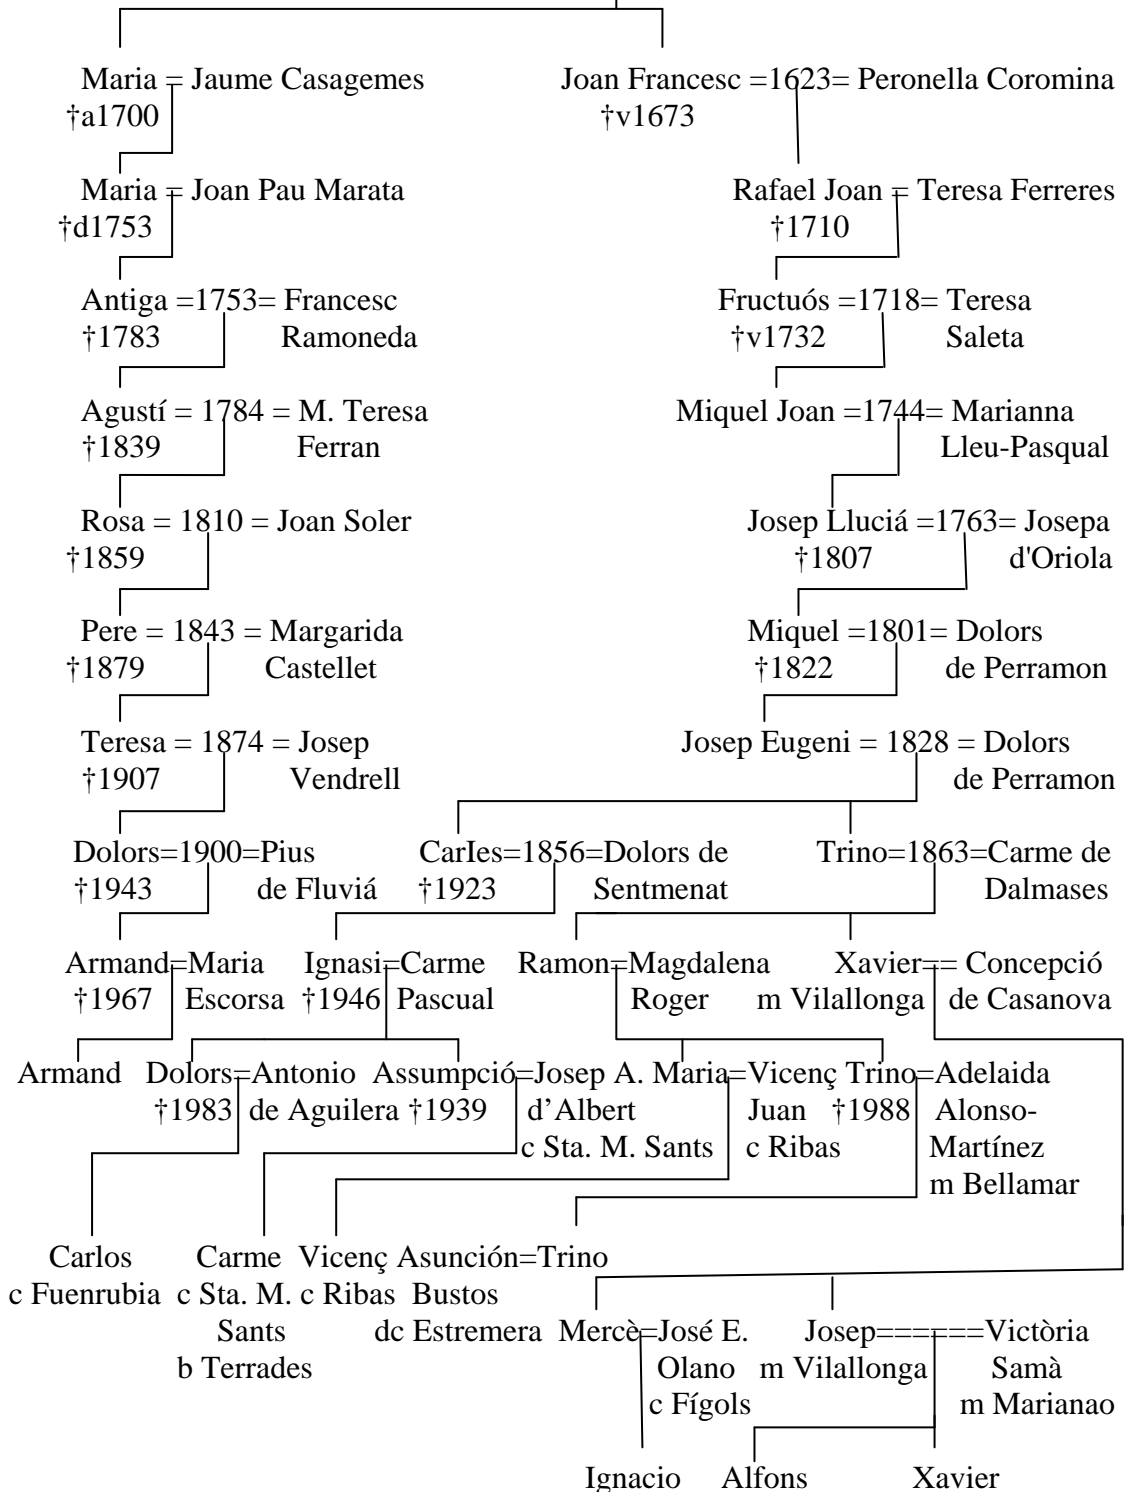 Maria = Jaume Casagemes Joan Francesc =1623= Peronella Coromina
†a1700 †v1673
Maria = Joan Pau Marata Rafael Joan = Teresa Ferreres
†d1753 †1710
Antiga =1753= Francesc Fructuós =1718= Teresa
†1783 Ramoneda †v1732 Saleta
Agustí = 1784 = M. Teresa Miquel Joan =1744= Marianna
†1839 Ferran Lleu-Pasqual
Rosa = 1810 = Joan Soler Josep Lluciá =1763= Josepa
†1859 †1807 d'Oriola
Pere = 1843 = Margarida Miquel =1801= Dolors
†1879 Castellet †1822 de Perramon
Teresa = 1874 = Josep Josep Eugeni = 1828 = Dolors
†1907 Vendrell de Perramon
Dolors=1900=Pius CarIes=1856=Dolors de Trino=1863=Carme de
†1943 de Fluviá †1923 Sentmenat Dalmases
Armand=Maria Ignasi=Carme Ramon=Magdalena Xavier== Concepció
†1967 Escorsa †1946 Pascual Roger m Vilallonga de Casanova
Armand Dolors=Antonio Assumpció=Josep A. Maria=Vicenç Trino=Adelaida
†1983 de Aguilera †1939 d’Albert Juan †1988 Alonso-
c Sta. M. Sants c Ribas Martínez
m Bellamar
Carlos Carme Vicenç Asunción=Trino
c Fuenrubia c Sta. M. c Ribas Bustos
Sants dc Estremera Mercè=José E. Josep======Victòria
b Terrades Olano m Vilallonga Samà
c Fígols m Marianao
Ignacio Alfons Xavier